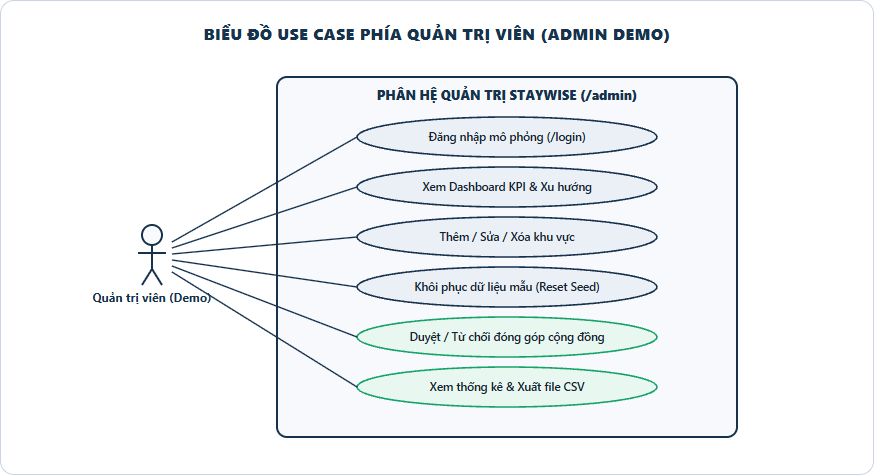 BIỂU ĐỒ USE CASE PHÍA QUẢN TRỊ VIÊN (ADMIN DEMO)
PHÂN HỆ QUẢN TRỊ STAYWISE (/admin)
Đăng nhập mô phỏng (/login)
Xem Dashboard KPI & Xu hướng
Thêm / Sửa / Xóa khu vực
Khôi phục dữ liệu mẫu (Reset Seed)
Quản trị viên (Demo)
Duyệt / Từ chối đóng góp cộng đồng
Xem thống kê & Xuất file CSV